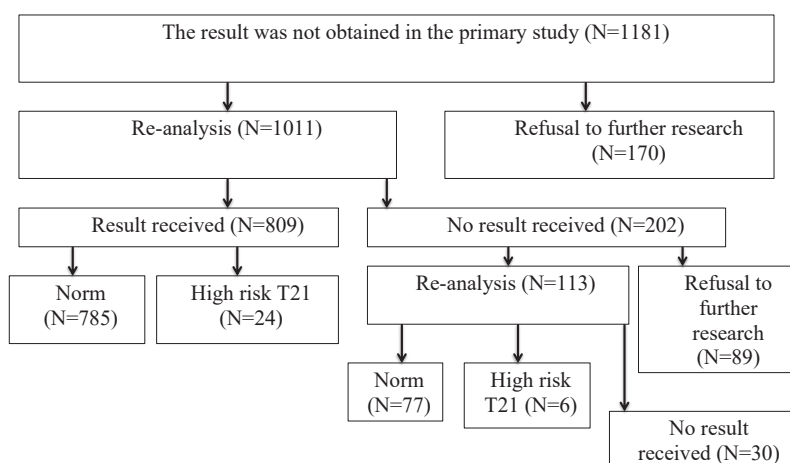 The result was not obtained in the primary study (N=1181)
Re-analysis (N=1011)
Refusal to further research
(N=170)
Result received (N=809)
No result received (N=202)
Norm
(N=785)
High risk T21
(N=24)
Re-analysis (N=113)
Refusal to
further
research
(N=89)
Norm
(N=77)
High risk
T21 (N=6)
No result
received (N=30)